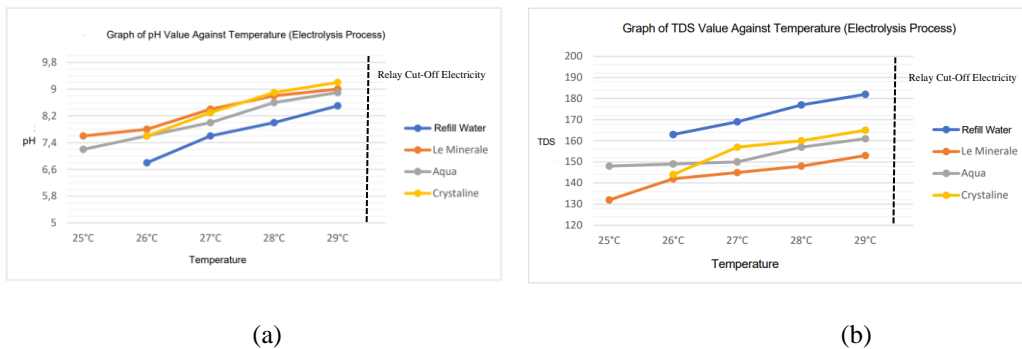 Graph of pH Value Against Temperature (Electrolysis Process)
9,8
9
8,2
7,4
6,6
5,8
5
pH
25°C 26°C 27°C 28°C 29°C
Temperature
Relay Cut-Off Electricity
Refill Water
Le Minerale
Aqua
Crystaline
(a)
Graph of TDS Value Against Temperature (Electrolysis Process)
200
190
180
170
160
150
140
130
120
TDS
25°C 26°C 27°C 28°C 29°C
Temperature
Relay Cut-Off Electricity
Refill Water
Le Minerale
Aqua
Crystaline
(b)